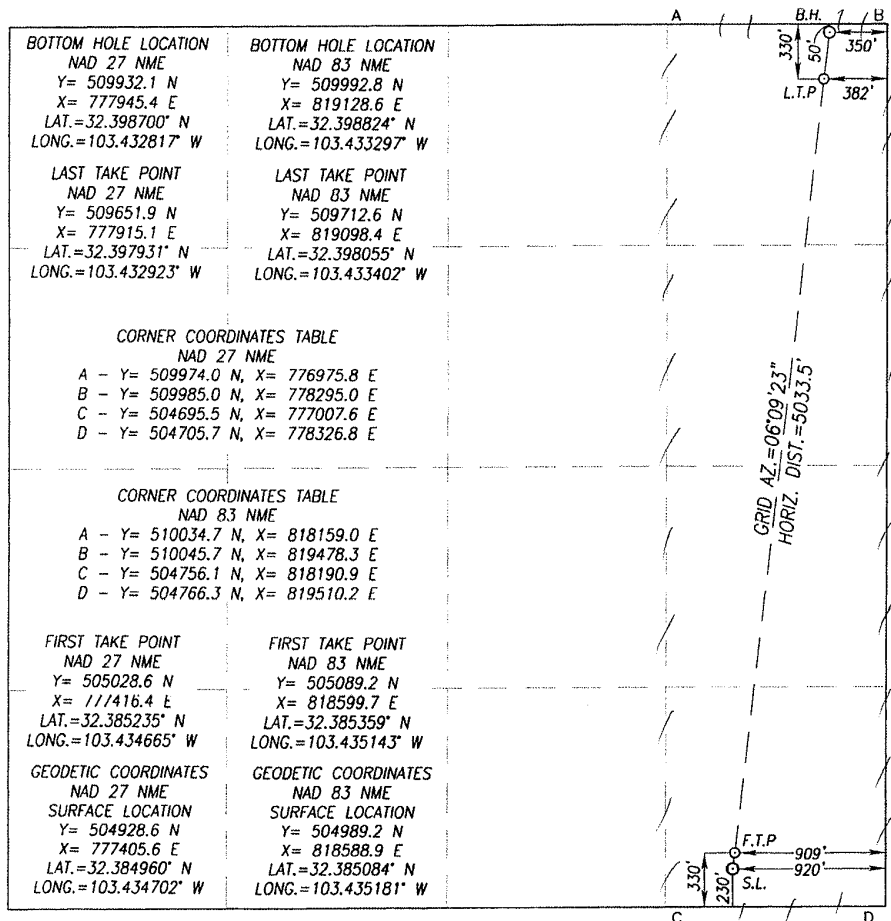 BOTTOM HOLE LOCATION
NAD 27 NME
Y= 509932.1 N
X= 777945.4 E
LAT.=32.398700° N
LONG.=103.432817° W
BOTTOM HOLE LOCATION
NAD 83 NME
Y= 509992.8 N
X= 819128.6 E
LAT.=32.398824° N
LONG.=103.433297° W
LAST TAKE POINT
NAD 27 NME
Y= 509651.9 N
X= 777915.1 E
LAT.=32.397931° N
LONG.=103.432923° W
LAST TAKE POINT
NAD 83 NME
Y= 509712.6 N
X= 819098.4 E
LAT.=32.398055° N
LONG.=103.433402° W
CORNER COORDINATES TABLE
NAD 27 NME
A - Y= 509974.0 N, X= 776975.8 E
B - Y= 509985.0 N, X= 778295.0 E
C - Y= 504695.5 N, X= 777007.6 E
D - Y= 504705.7 N, X= 778326.8 E
CORNER COORDINATES TABLE
NAD 83 NME
A - Y= 510034.7 N, X= 818159.0 E
B - Y= 510045.7 N, X= 819478.3 E
C - Y= 504756.1 N, X= 818190.9 E
D - Y= 504766.3 N, X= 819510.2 E
FIRST TAKE POINT
NAD 27 NME
Y= 505028.6 N
X= 777416.4 E
LAT.=32.385235° N
LONG.=103.434665° W
FIRST TAKE POINT
NAD 83 NME
Y= 505089.2 N
X= 818599.7 E
LAT.=32.385359° N
LONG.=103.435143° W
GEODETIC COORDINATES
NAD 27 NME
SURFACE LOCATION
Y= 504928.6 N
X= 777405.6 E
LAT.=32.384960° N
LONG.=103.434702° W
GEODETIC COORDINATES
NAD 83 NME
SURFACE LOCATION
Y= 504989.2 N
X= 818588.9 E
LAT.=32.385084° N
LONG.=103.435181° W
A
B.H.
B
330'
50'
350'
L.T.P
382'
GRID AZ.=06°09'23"
HORIZ. DIST.=5033.5'
F.T.P
909'
330'
920'
230'
S.L.
C
D